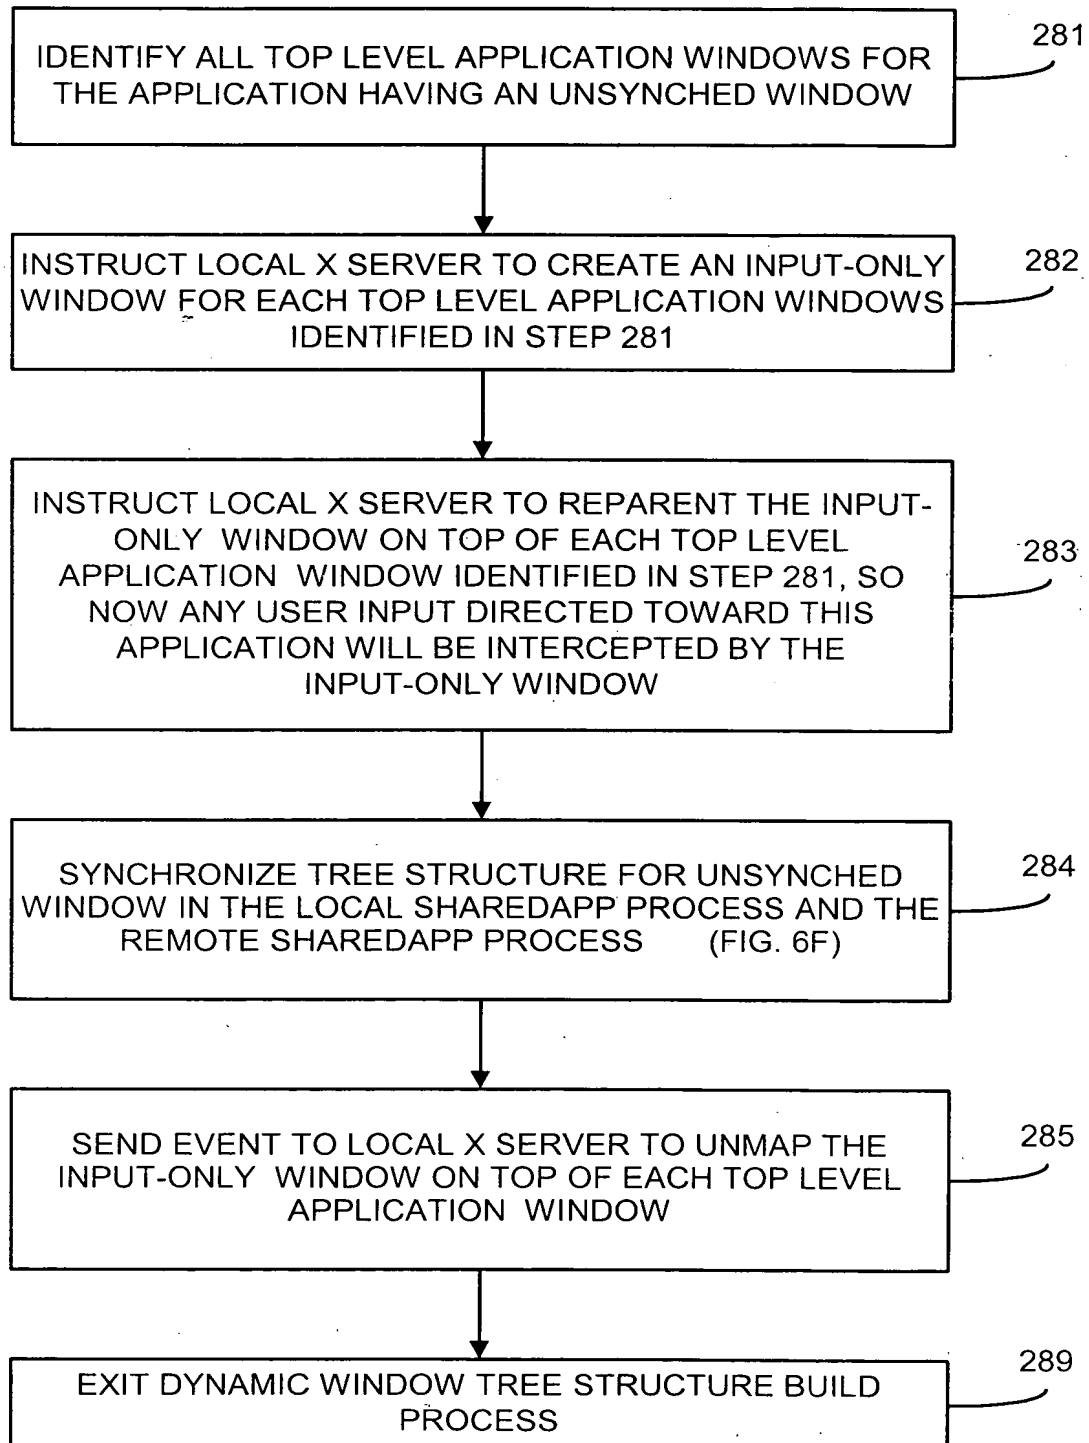 IDENTIFY ALL TOP LEVEL APPLICATION WINDOWS FOR
THE APPLICATION HAVING AN UNSYNCHED WINDOW
281
INSTRUCT LOCAL X SERVER TO CREATE AN INPUT-ONLY
WINDOW FOR EACH TOP LEVEL APPLICATION WINDOWS
IDENTIFIED IN STEP 281
282
INSTRUCT LOCAL X SERVER TO REPARENT THE INPUT-
ONLY WINDOW ON TOP OF EACH TOP LEVEL
APPLICATION WINDOW IDENTIFIED IN STEP 281, SO
NOW ANY USER INPUT DIRECTED TOWARD THIS
APPLICATION WILL BE INTERCEPTED BY THE
INPUT-ONLY WINDOW
283
SYNCHRONIZE TREE STRUCTURE FOR UNSYNCHED
WINDOW IN THE LOCAL SHAREDAPP PROCESS AND THE
REMOTE SHAREDAPP PROCESS (FIG. 6F)
284
SEND EVENT TO LOCAL X SERVER TO UNMAP THE
INPUT-ONLY WINDOW ON TOP OF EACH TOP LEVEL
APPLICATION WINDOW
285
EXIT DYNAMIC WINDOW TREE STRUCTURE BUILD
PROCESS
289